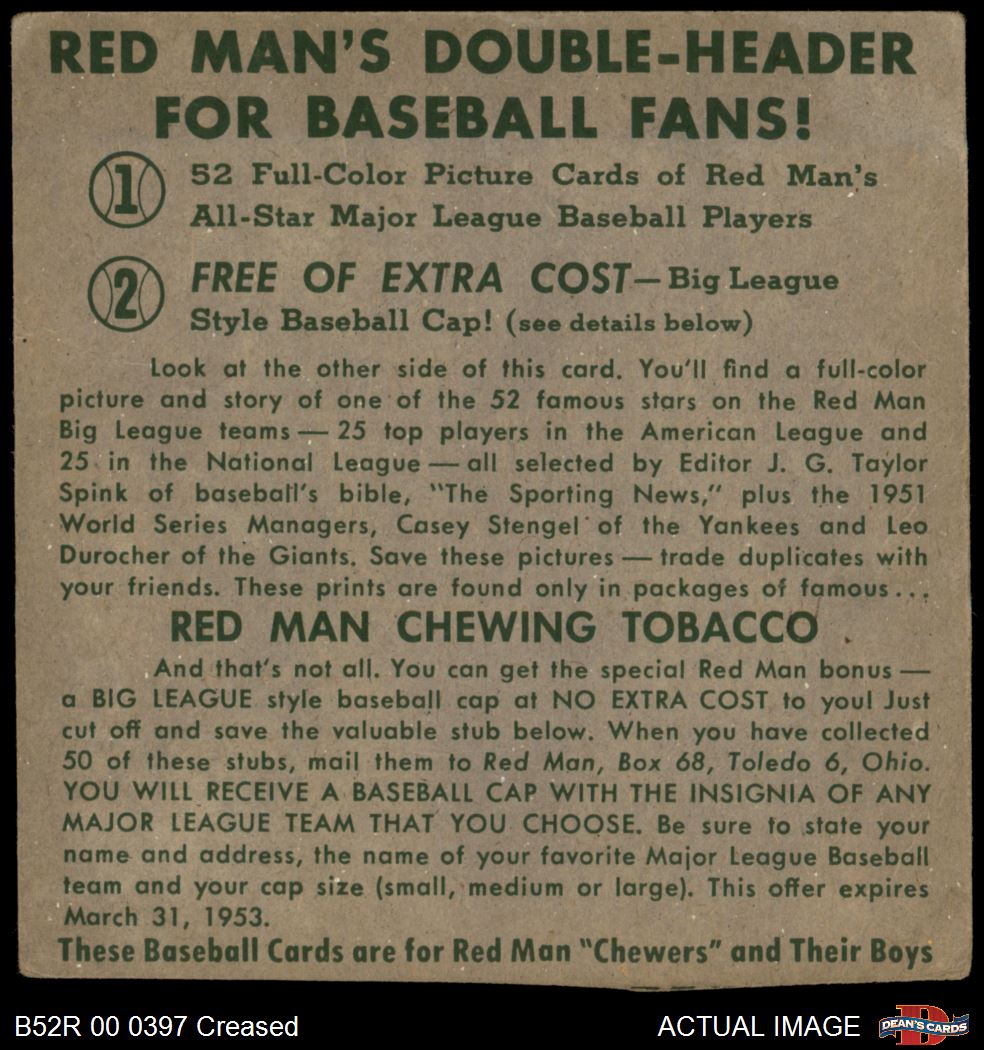 RED MAN'S DOUBLE-HEADER
FOR BASEBALL FANS!
1 52 Full-Color Picture Cards of Red Man's
All-Star Major League Baseball Players
2 FREE OF EXTRA COST—Big League
Style Baseball Cap! (see details below)
Look at the other side of this card. You'll find a full-color
picture and story of one of the 52 famous stars on the Red Man
Big League teams — 25 top players in the American League and
25 in the National League — all selected by Editor J. G. Taylor
Spink of baseball's bible, "The Sporting News," plus the 1951
World Series Managers, Casey Stengel of the Yankees and Leo
Durocher of the Giants. Save these pictures — trade duplicates with
your friends. These prints are found only in packages of famous...
RED MAN CHEWING TOBACCO
And that's not all. You can get the special Red Man bonus —
a BIG LEAGUE style baseball cap at NO EXTRA COST to you! Just
cut off and save the valuable stub below. When you have collected
50 of these stubs, mail them to Red Man, Box 68, Toledo 6, Ohio.
YOU WILL RECEIVE A BASEBALL CAP WITH THE INSIGNIA OF ANY
MAJOR LEAGUE TEAM THAT YOU CHOOSE. Be sure to state your
name and address, the name of your favorite Major League Baseball
team and your cap size (small, medium or large). This offer expires
March 31, 1953.
These Baseball Cards are for Red Man "Chewers" and Their Boys
B52R 00 0397 Creased ACTUAL IMAGE DEAN'S CARDS